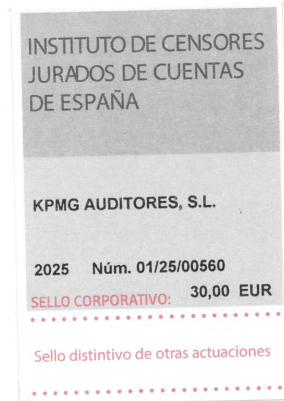 INSTITUTO DE CENSORES
JURADOS DE CUENTAS
DE ESPAÑA
KPMG AUDITORES, S.L.
2025 Núm. 01/25/00560
SELLO CORPORATIVO: 30,00 EUR
Sello distintivo de otras actuaciones